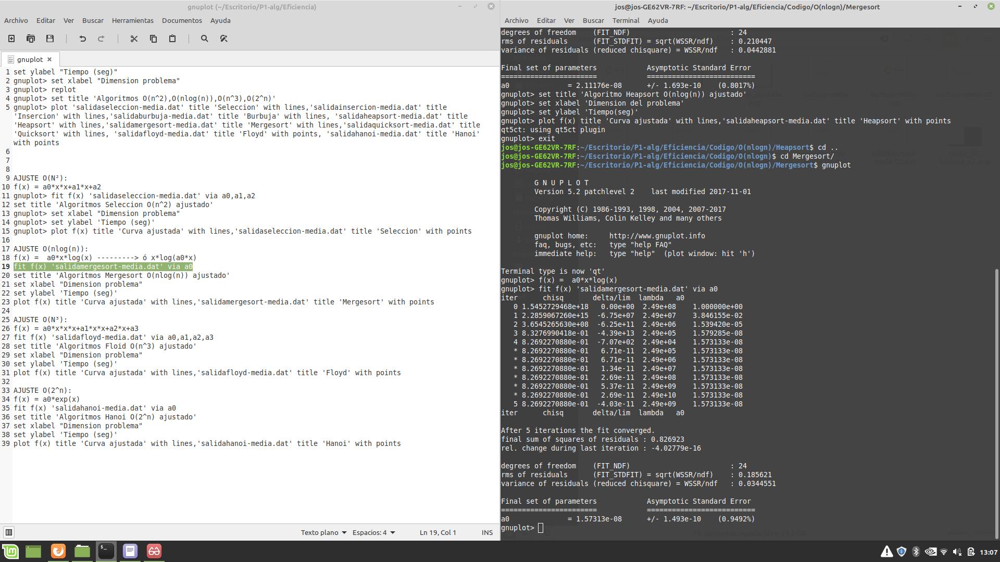 gnuplot (~/Escritorio/P1-alg/Eficiencia)
Archivo Editar Ver Buscar Herramientas Documentos Ayuda
gnuplot
1 set ylabel "Tiempo (seg)"
2 gnuplot> set xlabel "Dimension problema"
3 gnuplot> replot
4 gnuplot> set title 'Algoritmos O(n^2),O(nlog(n)),O(n^3),O(2^n)'
5 gnuplot> plot 'salidaseleccion-media.dat' title 'Seleccion' with lines,'salidainsercion-media.dat' title
'Insercion' with lines,'salidaburbuja-media.dat' title 'Burbuja' with lines, 'salidaheapsort-media.dat' title
'Heapsort' with lines,'salidamergesort-media.dat' title 'Mergesort' with lines,'salidaquicksort-media.dat' title
'Quicksort' with lines, 'salidafloyd-media.dat' title 'Floyd' with points, 'salidahanoi-media.dat' title 'Hanoi'
with points
6
7
8
9 AJUSTE O(N²):
10 f(x) = a0*x*x+a1*x+a2
11 gnuplot> fit f(x) 'salidaseleccion-media.dat' via a0,a1,a2
12 set title 'Algoritmos Seleccion O(n^2) ajustado'
13 gnuplot> set xlabel "Dimension problema"
14 gnuplot> set ylabel 'Tiempo (seg)'
15 gnuplot> plot f(x) title 'Curva ajustada' with lines,'salidaseleccion-media.dat' title 'Seleccion' with points
16
17 AJUSTE O(nlog(n)):
18 f(x) =  a0*x*log(x) ---------> ó x*log(a0*x)
19 fit f(x) 'salidamergesort-media.dat' via a0
20 set title 'Algoritmos Mergesort O(nlog(n)) ajustado'
21 set xlabel "Dimension problema"
22 set ylabel 'Tiempo (seg)'
23 plot f(x) title 'Curva ajustada' with lines,'salidamergesort-media.dat' title 'Mergesort' with points
24
25 AJUSTE O(N³):
26 f(x) = a0*x*x*x+a1*x*x+a2*x+a3
27 fit f(x) 'salidafloyd-media.dat' via a0,a1,a2,a3
28 set title 'Algoritmos Floid O(n^3) ajustado'
29 set xlabel "Dimension problema"
30 set ylabel 'Tiempo (seg)'
31 plot f(x) title 'Curva ajustada' with lines,'salidafloyd-media.dat' title 'Floyd' with points
32
33 AJUSTE O(2^n):
34 f(x) = a0*exp(x)
35 fit f(x) 'salidahanoi-media.dat' via a0
36 set title 'Algoritmos Hanoi O(2^n) ajustado'
37 set xlabel "Dimension problema"
38 set ylabel 'Tiempo (seg)'
39 plot f(x) title 'Curva ajustada' with lines,'salidahanoi-media.dat' title 'Hanoi' with points
Texto plano Espacios: 4 Ln 19, Col 1 INS
jos@jos-GE62VR-7RF: ~/Escritorio/P1-alg/Eficiencia/Codigo/O(nlogn)/Mergesort
Archivo Editar Ver Buscar Terminal Ayuda
degrees of freedom    (FIT_NDF)                        : 24
rms of residuals      (FIT_STDFIT) = sqrt(WSSR/ndf)    : 0.210447
variance of residuals (reduced chisquare) = WSSR/ndf   : 0.0442881
Final set of parameters            Asymptotic Standard Error
=======================            ==========================
a0              = 2.11176e-08      +/- 1.693e-10    (0.8017%)
gnuplot> set title 'Algoritmo Heapsort O(nlog(n)) ajustado'
gnuplot> set xlabel 'Dimension del problema'
gnuplot> set ylabel 'Tiempo(seg)'
gnuplot> plot f(x) title 'Curva ajustada' with lines,'salidaheapsort-media.dat' title 'Heapsort' with points
qt5ct: using qt5ct plugin
gnuplot> exit
jos@jos-GE62VR-7RF:~/Escritorio/P1-alg/Eficiencia/Codigo/O(nlogn)/Heapsort$ cd ..
jos@jos-GE62VR-7RF:~/Escritorio/P1-alg/Eficiencia/Codigo/O(nlogn)$ cd Mergesort/
jos@jos-GE62VR-7RF:~/Escritorio/P1-alg/Eficiencia/Codigo/O(nlogn)/Mergesort$ gnuplot
G N U P L O T
Version 5.2 patchlevel 2    last modified 2017-11-01
Copyright (C) 1986-1993, 1998, 2004, 2007-2017
Thomas Williams, Colin Kelley and many others
gnuplot home:     http://www.gnuplot.info
faq, bugs, etc:   type "help FAQ"
immediate help:   type "help"  (plot window: hit 'h')
Terminal type is now 'qt'
gnuplot> f(x) =  a0*x*log(x)
gnuplot> fit f(x) 'salidamergesort-media.dat' via a0
iter      chisq       delta/lim  lambda   a0
0 1.5452729468e+18   0.00e+00  2.49e+08    1.000000e+00
1 2.2859067260e+15  -6.75e+07  2.49e+07    3.846155e-02
2 3.6545265630e+08  -6.25e+11  2.49e+06    1.539420e-05
3 8.3276990418e-01  -4.39e+13  2.49e+05    1.579285e-08
4 8.2692270880e-01  -7.07e+02  2.49e+04    1.573133e-08
* 8.2692270880e-01   6.71e-11  2.49e+05    1.573133e-08
* 8.2692270880e-01   6.71e-11  2.49e+06    1.573133e-08
* 8.2692270880e-01   1.34e-11  2.49e+07    1.573133e-08
* 8.2692270880e-01   2.69e-11  2.49e+08    1.573133e-08
* 8.2692270880e-01   5.37e-11  2.49e+09    1.573133e-08
* 8.2692270880e-01   2.69e-11  2.49e+10    1.573133e-08
5 8.2692270880e-01  -4.03e-11  2.49e+09    1.573133e-08
iter      chisq       delta/lim  lambda   a0
After 5 iterations the fit converged.
final sum of squares of residuals : 0.826923
rel. change during last iteration : -4.02779e-16
degrees of freedom    (FIT_NDF)                        : 24
rms of residuals      (FIT_STDFIT) = sqrt(WSSR/ndf)    : 0.185621
variance of residuals (reduced chisquare) = WSSR/ndf   : 0.0344551
Final set of parameters            Asymptotic Standard Error
=======================            ==========================
a0              = 1.57313e-08      +/- 1.493e-10    (0.9492%)
gnuplot>
13:07